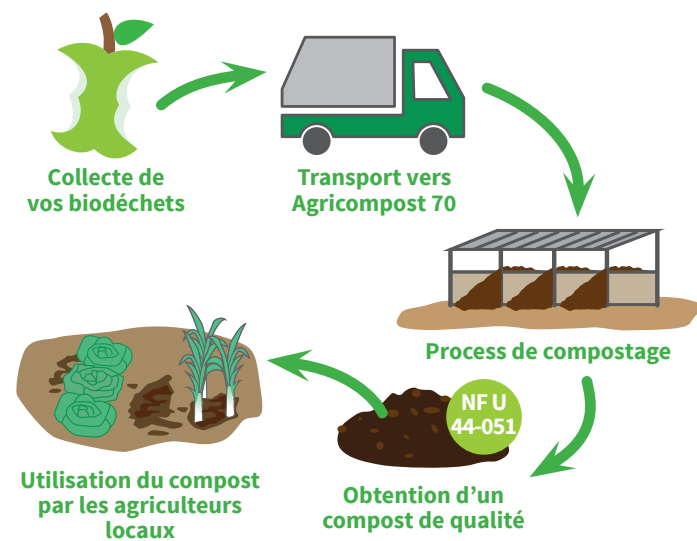 Collecte de
vos biodéchets
Transport vers
Agricompost 70
Process de compostage
NF U
44-051
Obtention d’un
compost de qualité
Utilisation du compost
par les agriculteurs
locaux